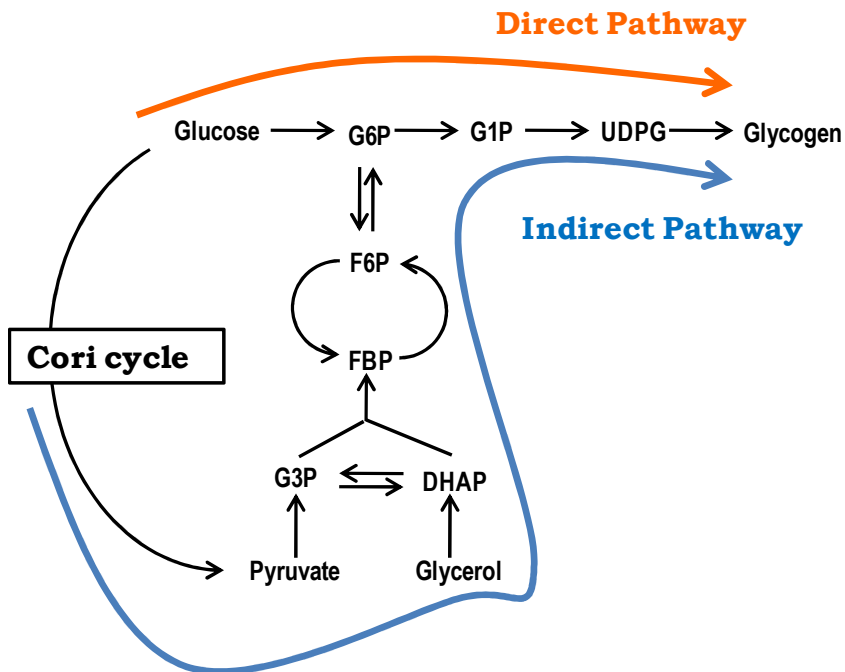 Direct Pathway
Glucose G6P G1P UDPG Glycogen
Indirect Pathway
F6P
Cori cycle
FBP
G3P DHAP
Pyruvate Glycerol